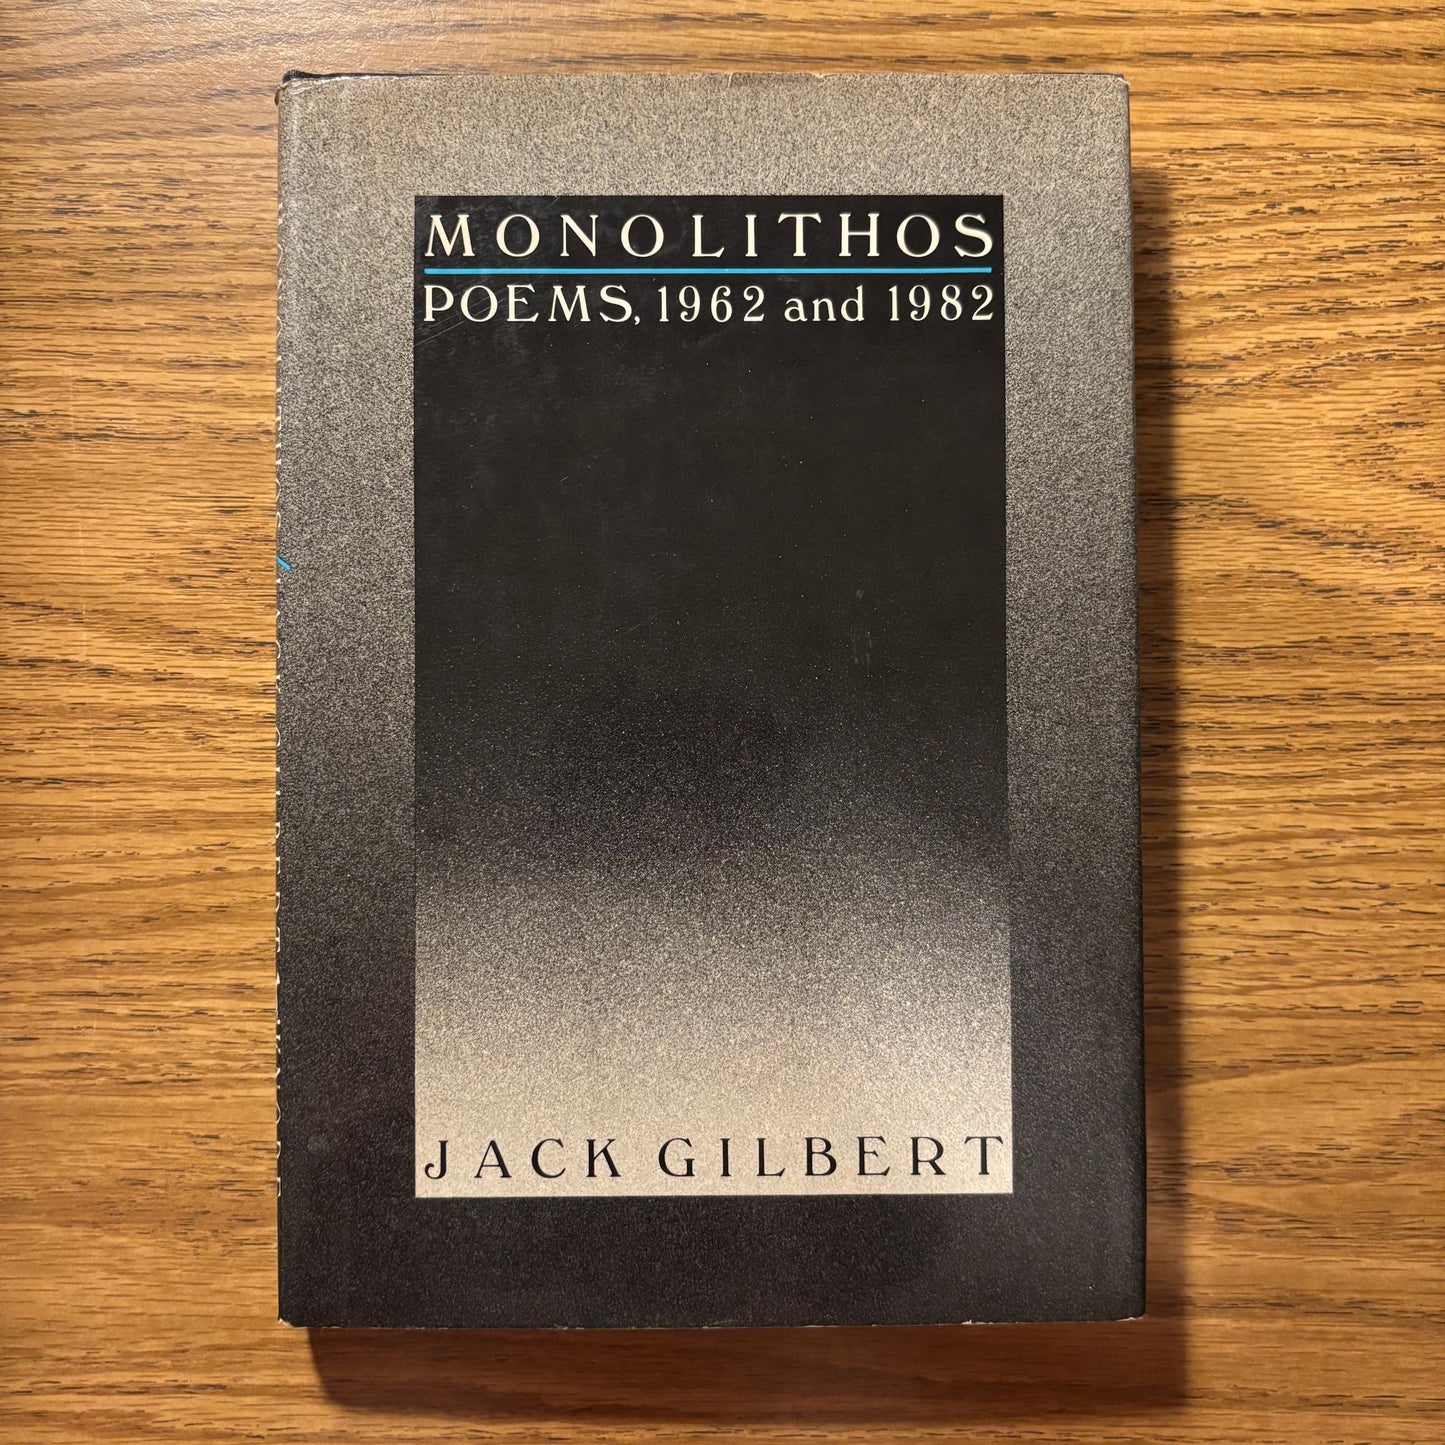 MONOLITHOS
POEMS, 1962 and 1982
JACK GILBERT